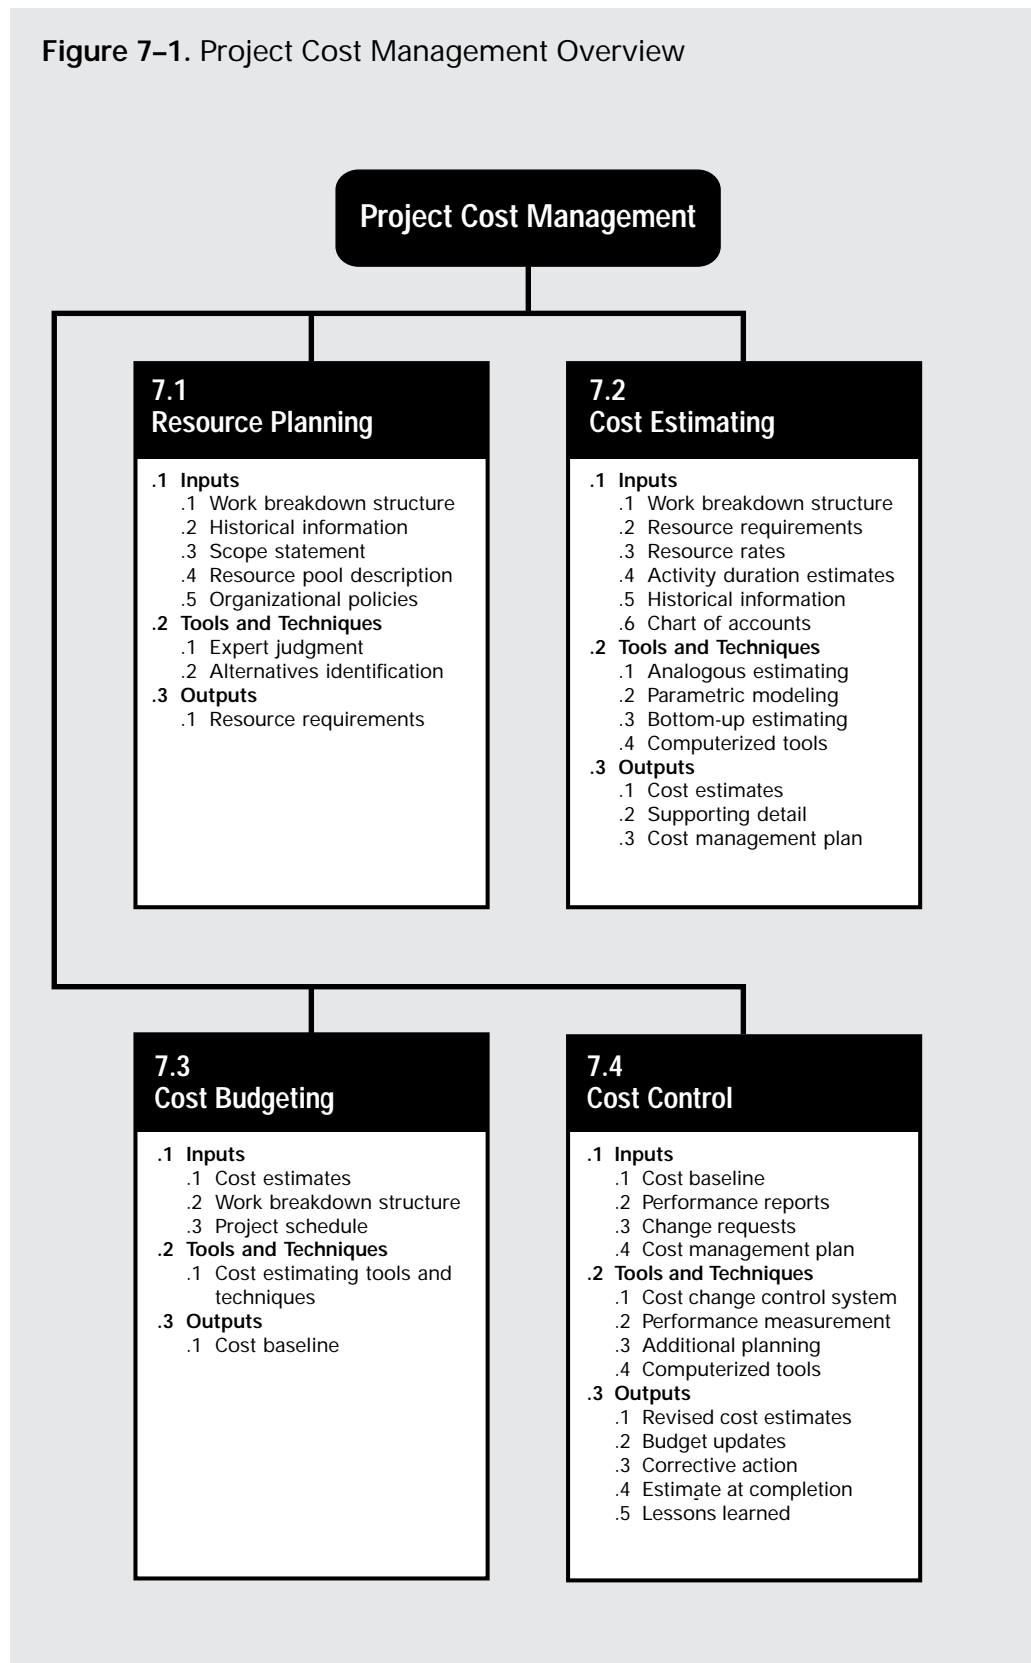 Figure 7–1. Project Cost Management Overview
Project Cost Management
7.1
Resource Planning
.1 Inputs
.1 Work breakdown structure
.2 Historical information
.3 Scope statement
.4 Resource pool description
.5 Organizational policies
.2 Tools and Techniques
.1 Expert judgment
.2 Alternatives identification
.3 Outputs
.1 Resource requirements
7.2
Cost Estimating
.1 Inputs
.1 Work breakdown structure
.2 Resource requirements
.3 Resource rates
.4 Activity duration estimates
.5 Historical information
.6 Chart of accounts
.2 Tools and Techniques
.1 Analogous estimating
.2 Parametric modeling
.3 Bottom-up estimating
.4 Computerized tools
.3 Outputs
.1 Cost estimates
.2 Supporting detail
.3 Cost management plan
7.3
Cost Budgeting
.1 Inputs
.1 Cost estimates
.2 Work breakdown structure
.3 Project schedule
.2 Tools and Techniques
.1 Cost estimating tools and
techniques
.3 Outputs
.1 Cost baseline
7.4
Cost Control
.1 Inputs
.1 Cost baseline
.2 Performance reports
.3 Change requests
.4 Cost management plan
.2 Tools and Techniques
.1 Cost change control system
.2 Performance measurement
.3 Additional planning
.4 Computerized tools
.3 Outputs
.1 Revised cost estimates
.2 Budget updates
.3 Corrective action
.4 Estimate at completion
.5 Lessons learned